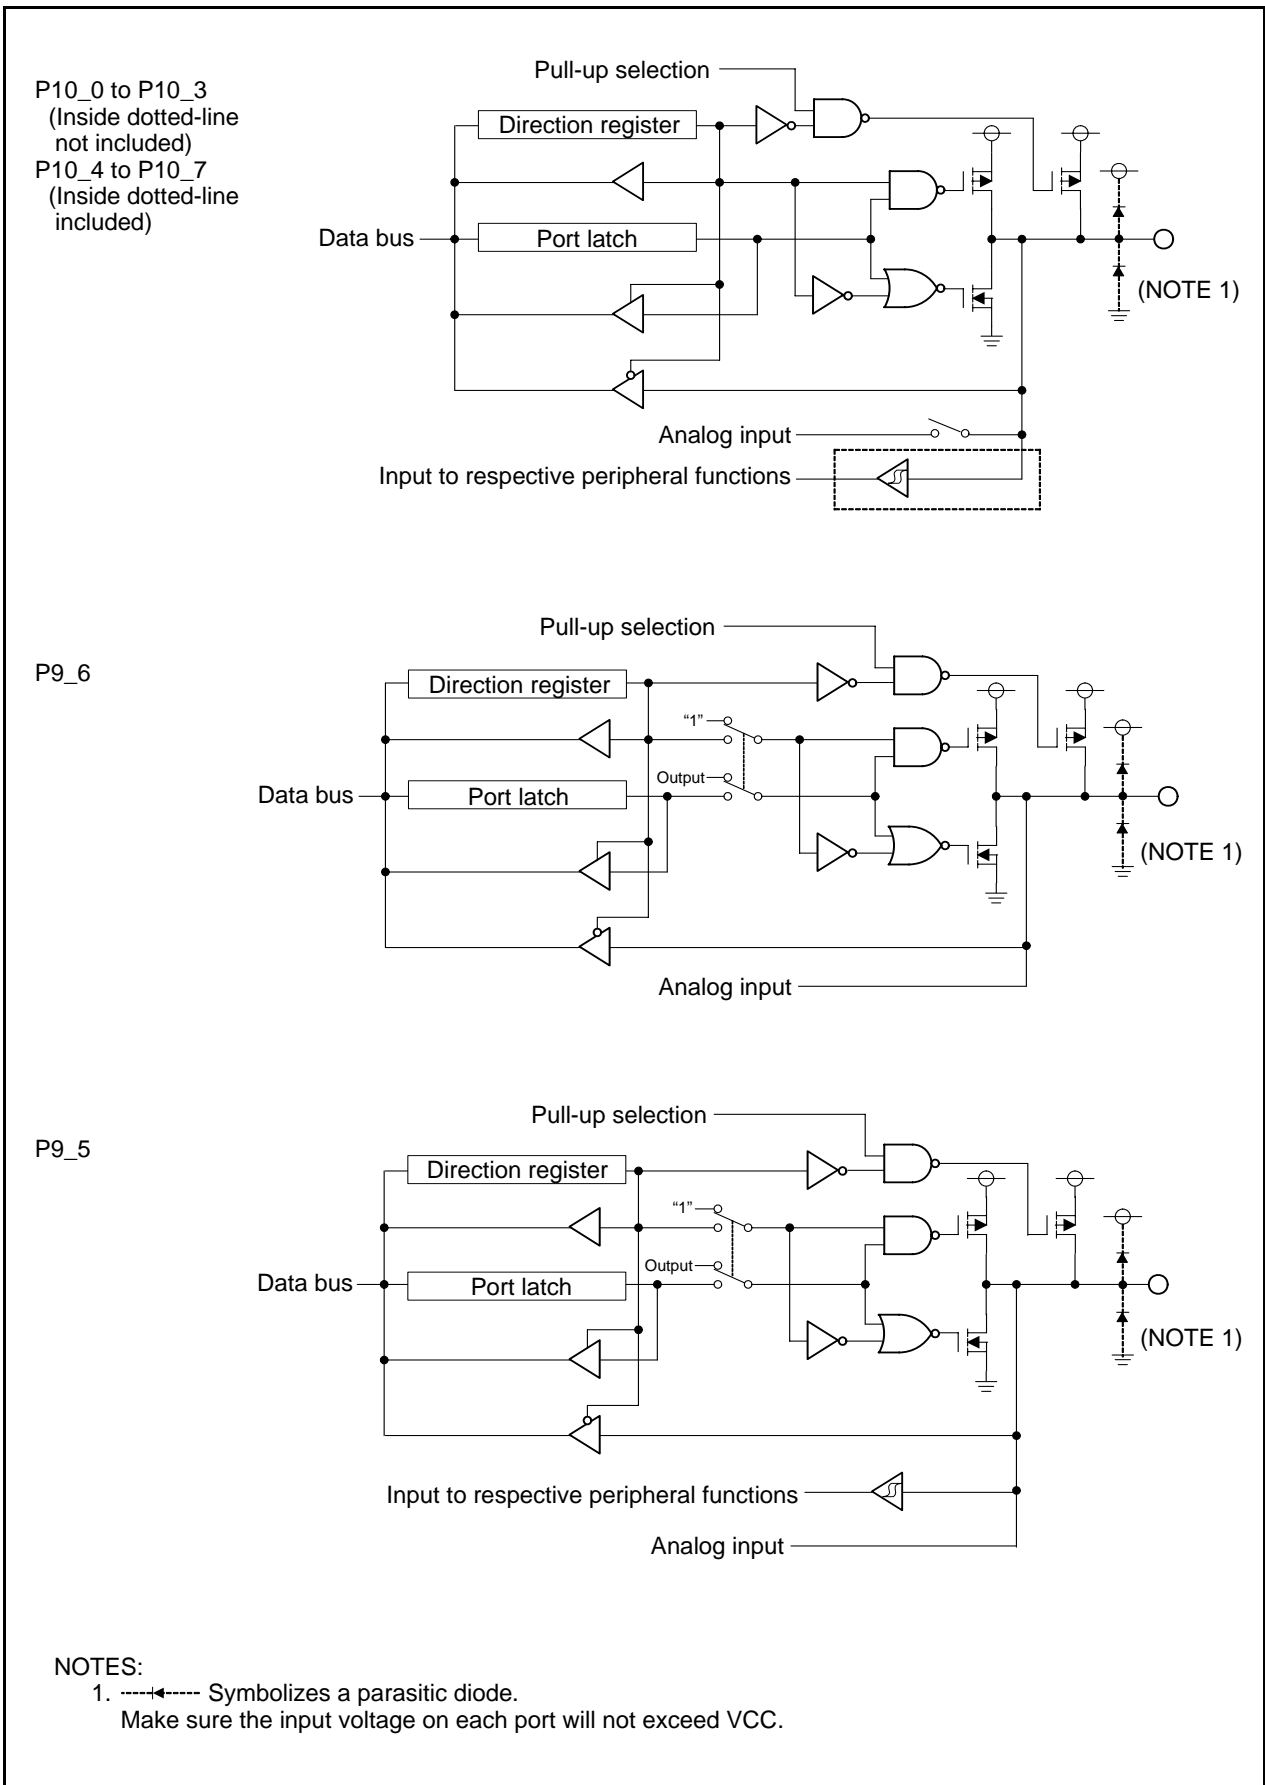 P10_0 to P10_3
(Inside dotted-line
not included)
P10_4 to P10_7
(Inside dotted-line
included)
Pull-up selection
Direction register
Data bus
Port latch
(NOTE 1)
Analog input
Input to respective peripheral functions
P9_6
Pull-up selection
Direction register
“1”
Output
Data bus
Port latch
(NOTE 1)
Analog input
P9_5
Pull-up selection
Direction register
“1”
Output
Data bus
Port latch
(NOTE 1)
Input to respective peripheral functions
Analog input
NOTES:
1. Symbolizes a parasitic diode.
Make sure the input voltage on each port will not exceed VCC.